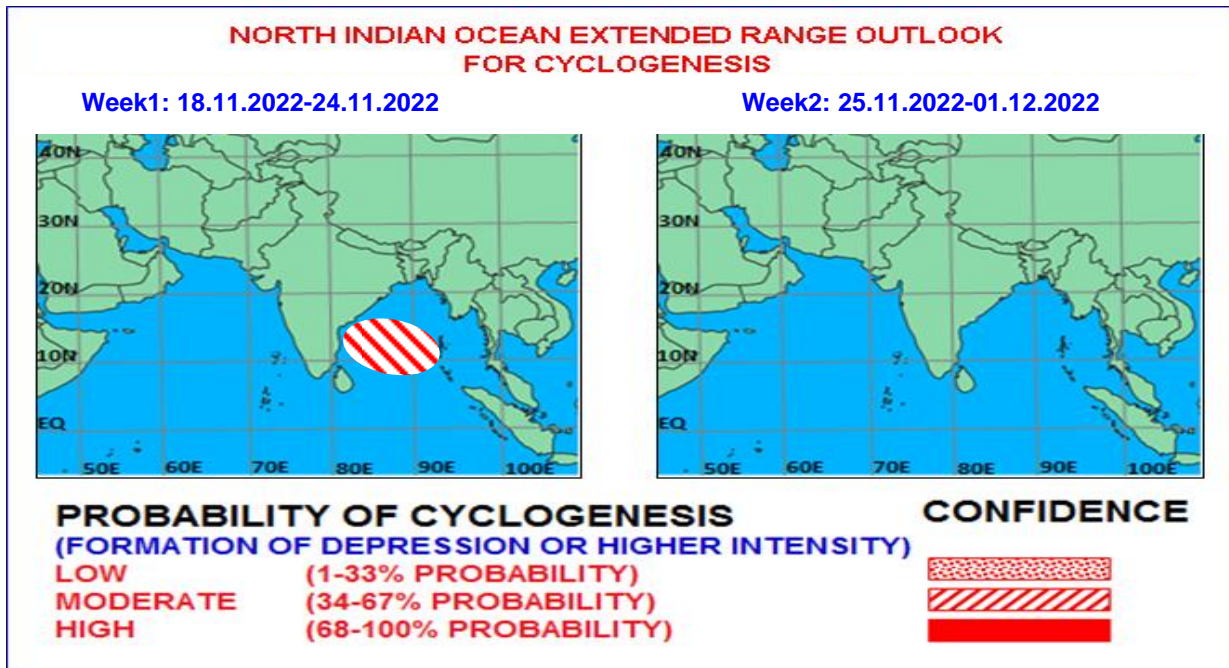 NORTH INDIAN OCEAN EXTENDED RANGE OUTLOOK
FOR CYCLOGENESIS
Week1: 18.11.2022-24.11.2022
Week2: 25.11.2022-01.12.2022
40N
30N
20N
10N
EQ
50E 60E 70E 80E 90E 100E
40N
30N
20N
10N
EQ
50E 60E 70E 80E 90E 100E
PROBABILITY OF CYCLOGENESIS
CONFIDENCE
(FORMATION OF DEPRESSION OR HIGHER INTENSITY)
LOW (1-33% PROBABILITY)
MODERATE (34-67% PROBABILITY)
HIGH (68-100% PROBABILITY)